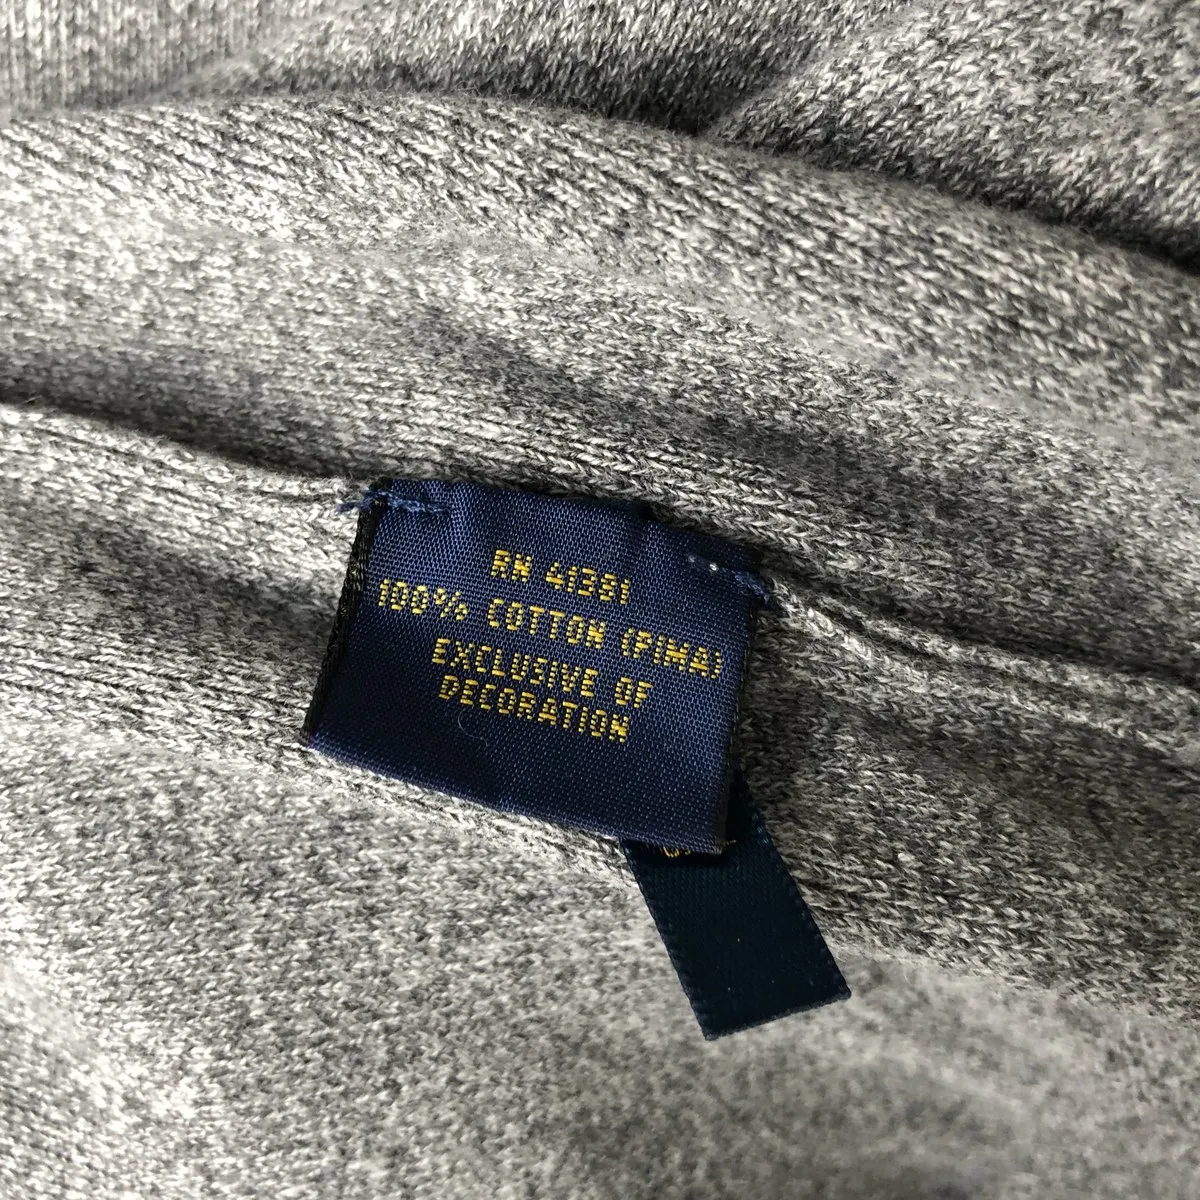 RN 41381
100% COTTON (PIMA)
EXCLUSIVE OF
DECORATION